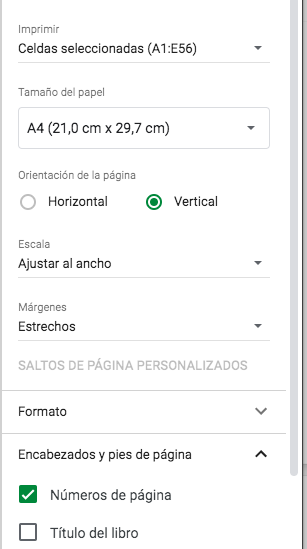 Imprimir
Celdas seleccionadas (A1:E56)
Tamaño del papel
A4 (21,0 cm x 29,7 cm)
Orientación de la página
Horizontal Vertical
Escala
Ajustar al ancho
Márgenes
Estrechos
SALTOS DE PÁGINA PERSONALIZADOS
Formato
Encabezados y pies de página
Números de página
Título del libro